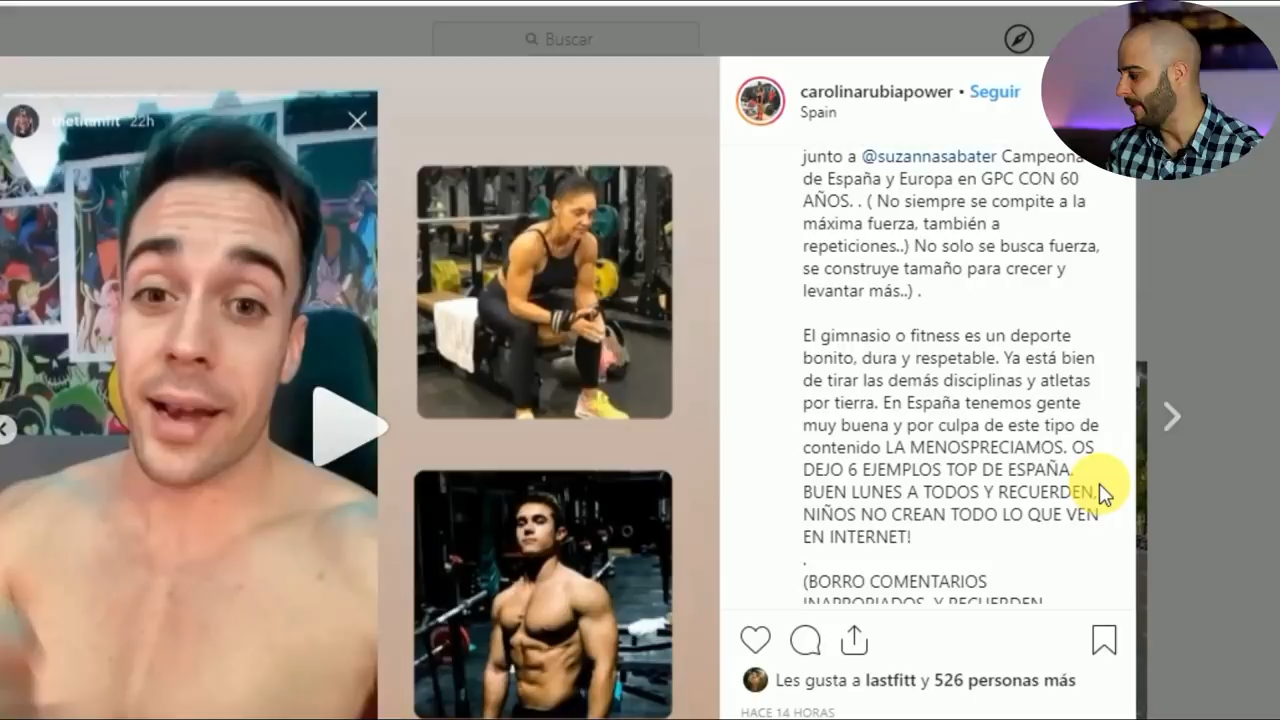 Buscar
thetitanfit 22h
carolinarubiapower • Seguir
Spain
junto a @suzannasabater Campeona
de España y Europa en GPC CON 60
AÑOS. . ( No siempre se compite a la
máxima fuerza, también a
repeticiones..) No solo se busca fuerza,
se construye tamaño para crecer y
levantar más..) .
El gimnasio o fitness es un deporte
bonito, dura y respetable. Ya está bien
de tirar las demás disciplinas y atletas
por tierra. En España tenemos gente
muy buena y por culpa de este tipo de
contenido LA MENOSPRECIAMOS. OS
DEJO 6 EJEMPLOS TOP DE ESPAÑA.
BUEN LUNES A TODOS Y RECUERDEN,
NIÑOS NO CREAN TODO LO QUE VEN
EN INTERNET!
.
(BORRO COMENTARIOS
INAPROPIADOS, Y RECUERDEN
Les gusta a lastfitt y 526 personas más
HACE 14 HORAS